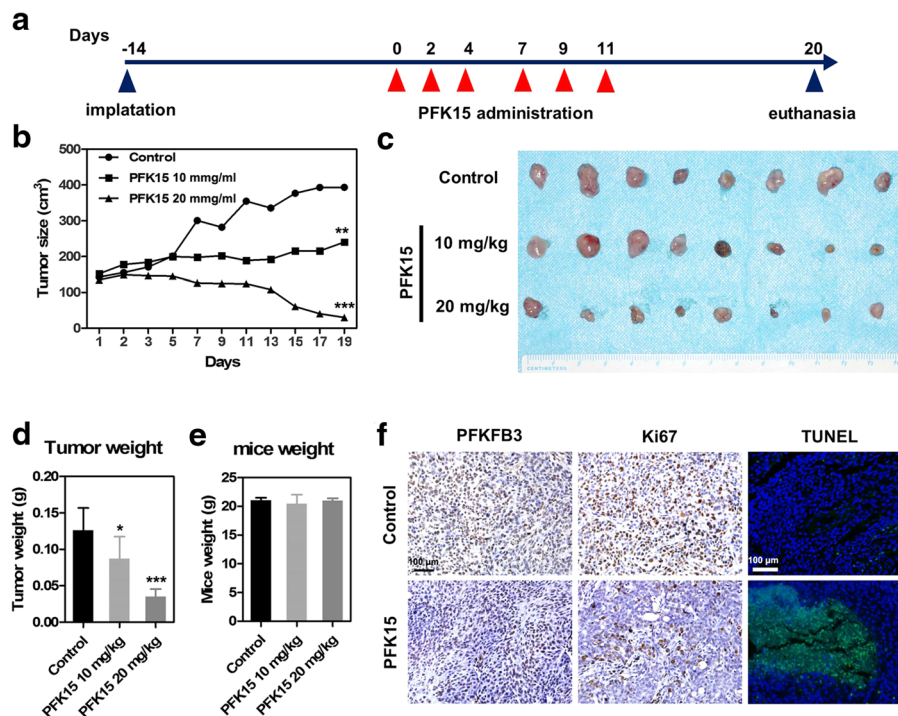 a
Days
-14 0 2 4 7 9 11 20
implatation PFK15 administration euthanasia
b
500
400
300
200
100
0
Tumor size (cm³)
Control
PFK15 10 mmg/ml
PFK15 20 mmg/ml
**
***
1 2 3 5 7 9 11 13 15 17 19
Days
c
Control
PFK15
10 mg/kg
20 mg/kg
CENTIMETERS
d
Tumor weight
Tumor weight (g)
0.20
0.15
0.10
0.05
0.00
*
***
Control
PFK15 10 mg/kg
PFK15 20 mg/kg
e
mice weight
Mice weight (g)
25
20
15
10
5
0
Control
PFK15 10 mg/kg
PFK15 20 mg/kg
f
PFKFB3 Ki67 TUNEL
Control
100 µm
100 µm
PFK15